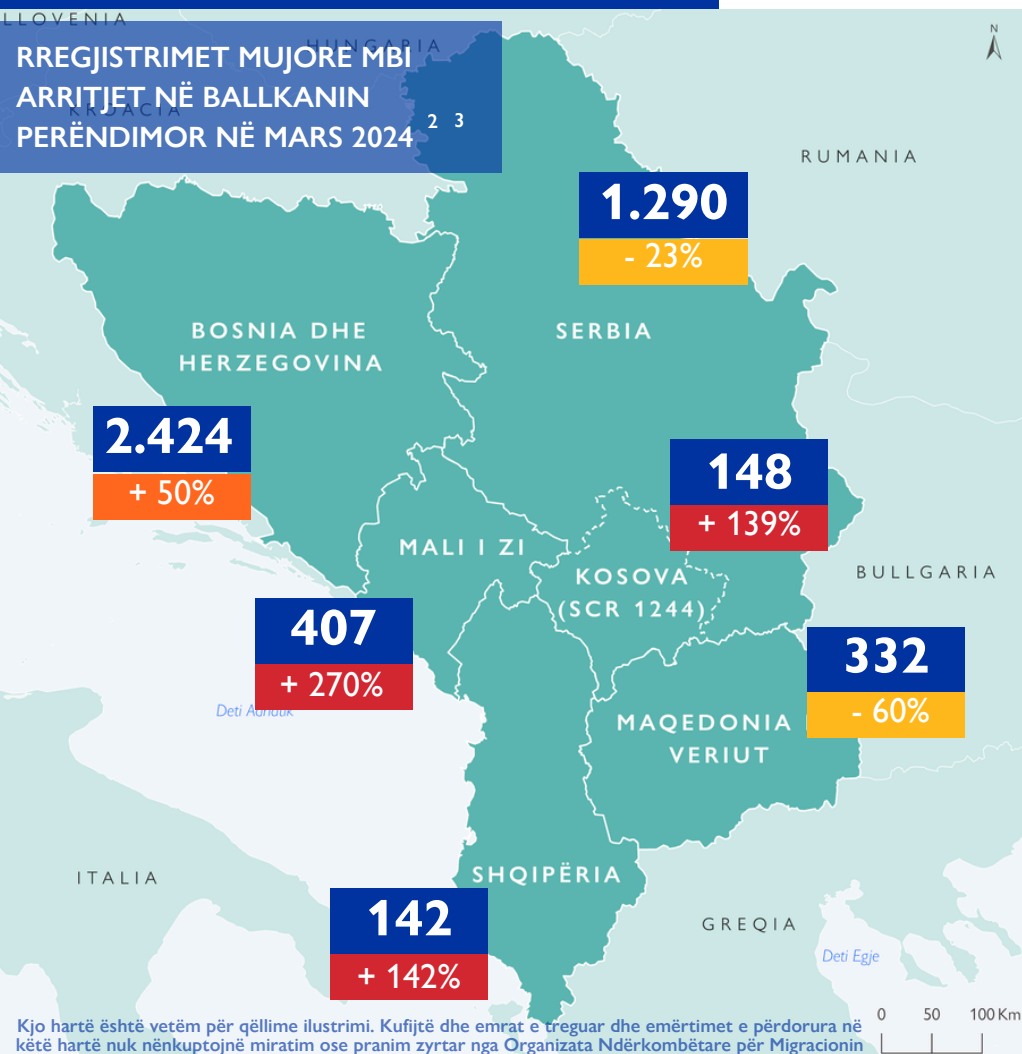 LLOVENIA
HUNGARIA
RREGJISTRIMET MUJORE MBI
ARRITJET NË BALLKANIN
KROACIA
PERËNDIMOR NË MARS 2024 2 3
N
RUMANIA
1.290
- 23%
BOSNIA DHE
HERZEGOVINA
SERBIA
2.424
+ 50%
148
+ 139%
MALI I ZI
KOSOVA
(SCR 1244)
BULLGARIA
407
+ 270%
Deti Adriatik
332
- 60%
MAQEDONIA
VERIUT
ITALIA
SHQIPËRIA
142
+ 142%
GREQIA
Deti Egje
0 50 100 Km
Kjo hartë është vetëm për qëllime ilustrimi. Kufijtë dhe emrat e treguar dhe emërtimet e përdorura në
këtë hartë nuk nënkuptojnë miratim ose pranim zyrtar nga Organizata Ndërkombëtare për Migracionin